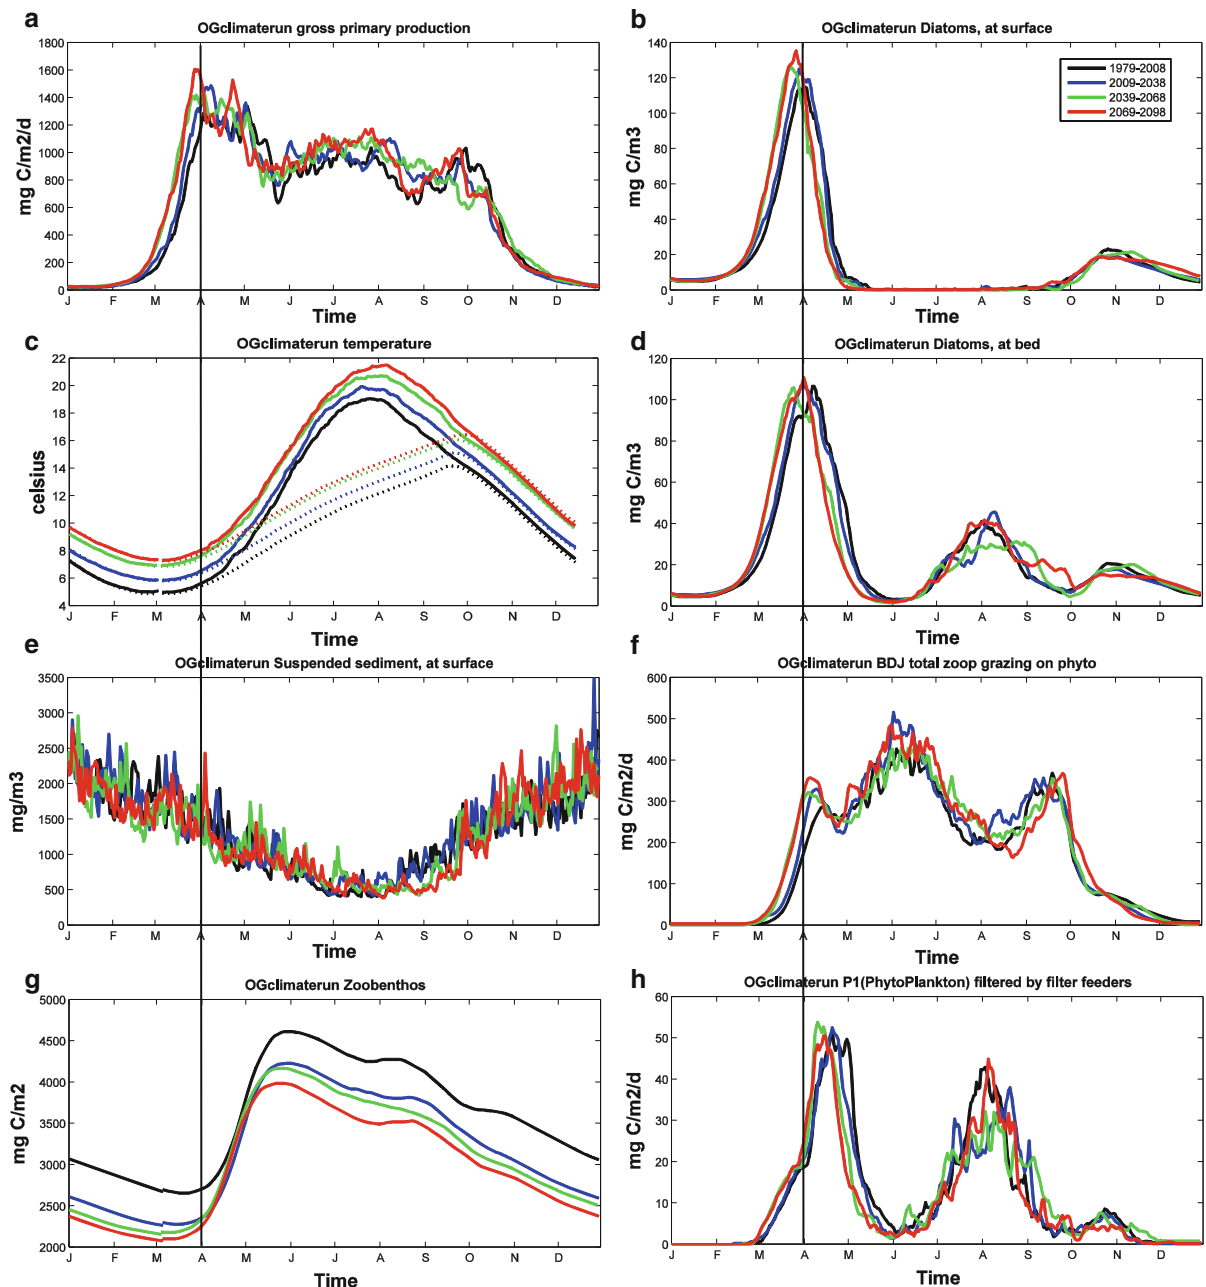 a
OGclimaterun gross primary production
mg C/m2/d
1800
1600
1400
1200
1000
800
600
400
200
0
J F M A M J J A S O N D
Time
b
OGclimaterun Diatoms, at surface
mg C/m3
140
120
100
80
60
40
20
0
1979-2008
2009-2038
2039-2068
2069-2098
J F M A M J J A S O N D
Time
c
OGclimaterun temperature
celsius
22
20
18
16
14
12
10
8
6
4
J F M A M J J A S O N D
Time
d
OGclimaterun Diatoms, at bed
mg C/m3
120
100
80
60
40
20
0
J F M A M J J A S O N D
Time
e
OGclimaterun Suspended sediment, at surface
mg/m3
3500
3000
2500
2000
1500
1000
500
0
J F M A M J J A S O N D
Time
f
OGclimaterun BDJ total zoop grazing on phyto
mg C/m2/d
600
500
400
300
200
100
0
J F M A M J J A S O N D
Time
g
OGclimaterun Zoobenthos
mg C/m2
5000
4500
4000
3500
3000
2500
2000
J F M A M J J A S O N D
Time
h
OGclimaterun P1(PhytoPlankton) filtered by filter feeders
mg C/m2/d
60
50
40
30
20
10
0
J F M A M J J A S O N D
Time